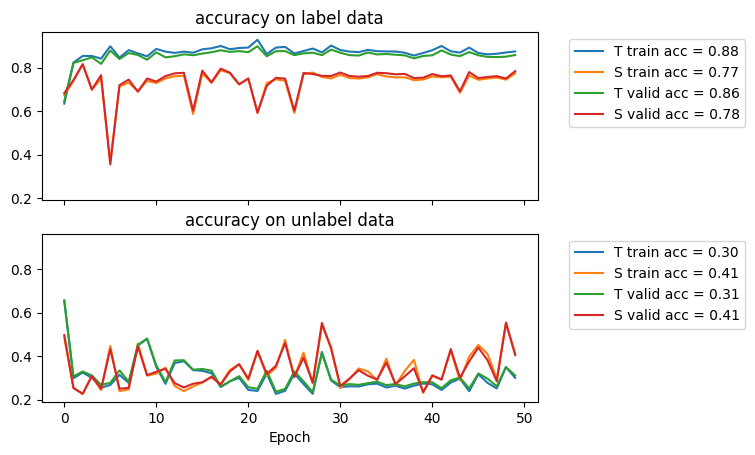 accuracy on label data
0.8
0.6
0.4
0.2
T train acc = 0.88
S train acc = 0.77
T valid acc = 0.86
S valid acc = 0.78
accuracy on unlabel data
0.8
0.6
0.4
0.2
0
10
20
30
40
50
Epoch
T train acc = 0.30
S train acc = 0.41
T valid acc = 0.31
S valid acc = 0.41